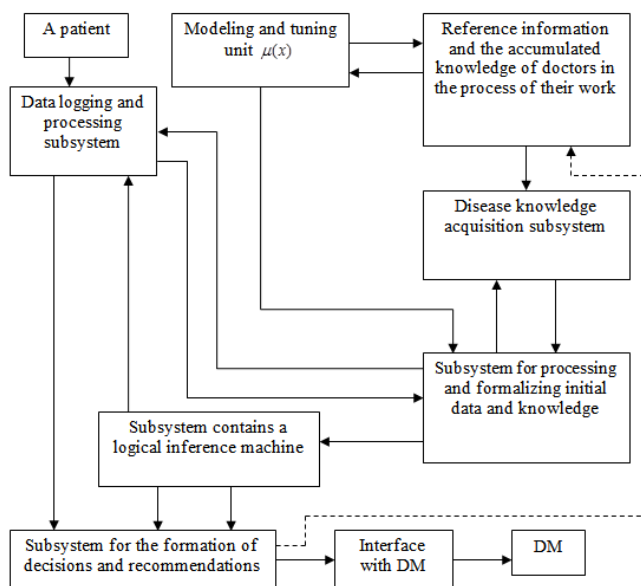 A patient
Modeling and tuning
unit μ(x)
Reference information
and the accumulated
knowledge of doctors in
the process of their work
Data logging and
processing
subsystem
Disease knowledge
acquisition subsystem
Subsystem for processing
and formalizing initial
data and knowledge
Subsystem contains a
logical inference machine
Subsystem for the formation of
decisions and recommendations
Interface
with DM
DM